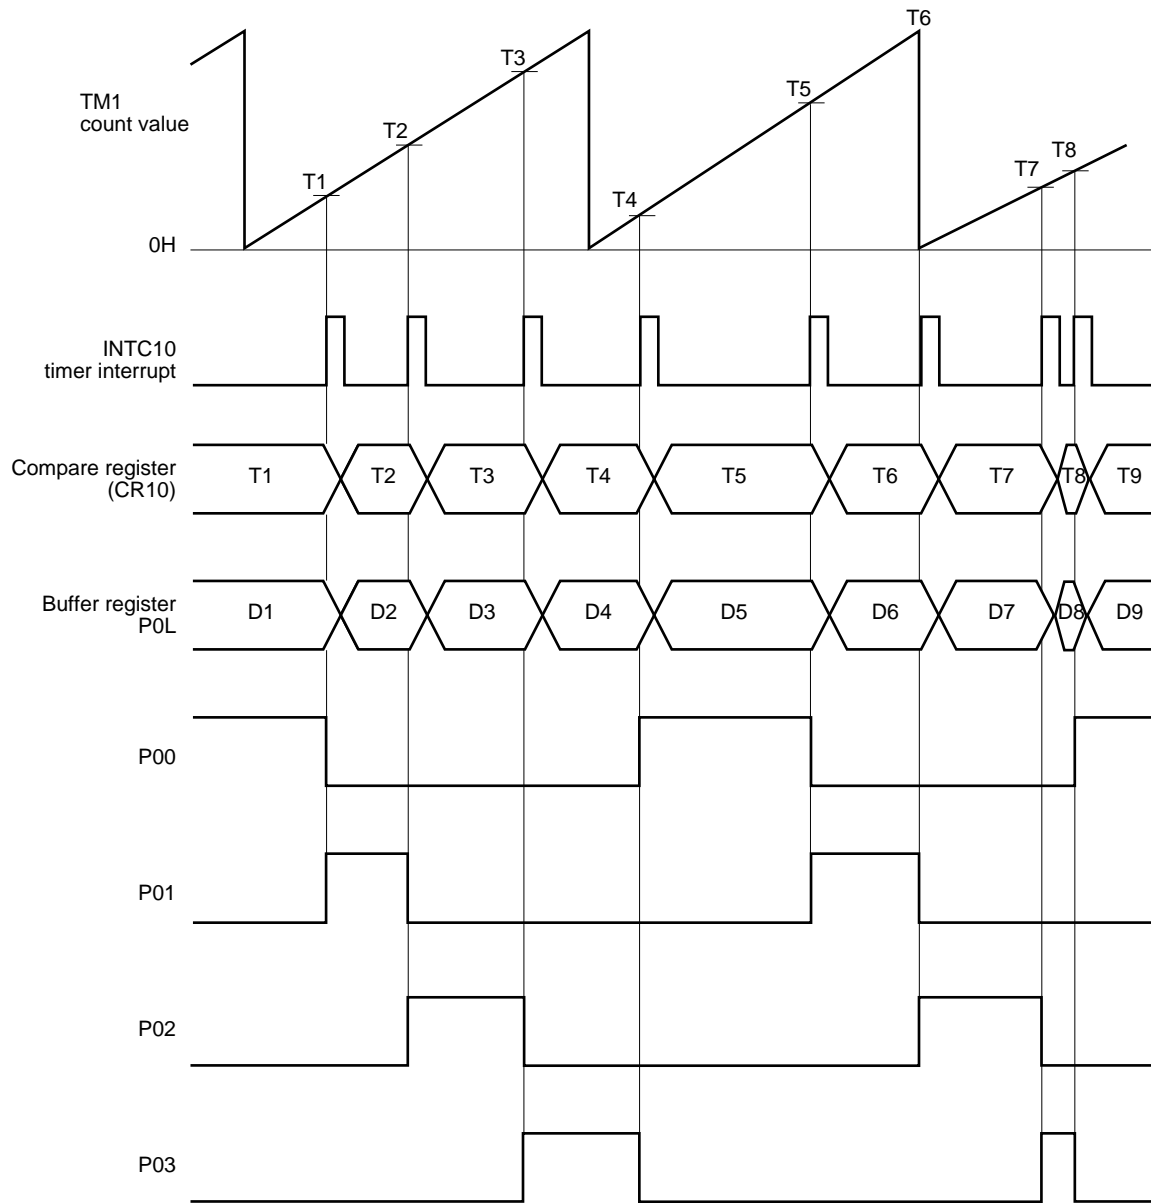 T6
T3
T5
TM1
count value
T2
T8
T1
T7
T4
0H
INTC10
timer interrupt
Compare register
(CR10)
T1 T2 T3 T4 T5 T6 T7 T8 T9
Buffer register
P0L
D1 D2 D3 D4 D5 D6 D7 D8 D9
P00
P01
P02
P03